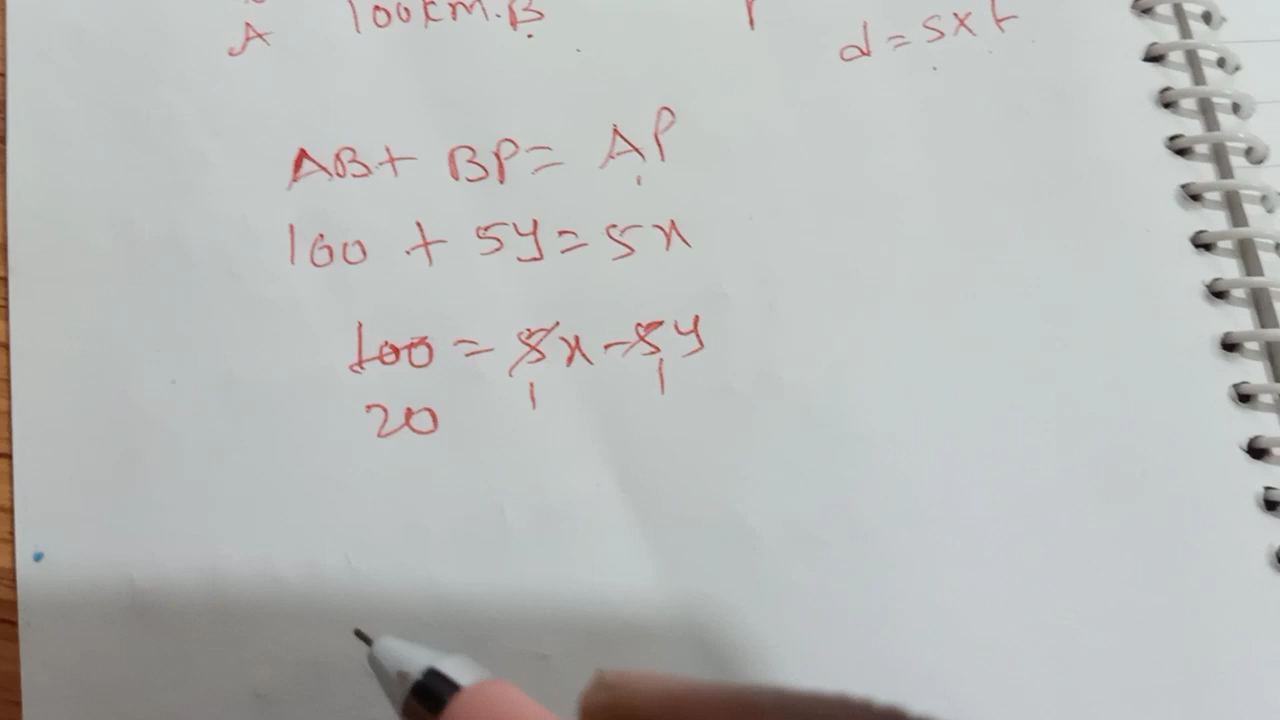 A 100km. B
d = s x t
AB + BP = AP
100 + 5y = 5x
100 = 5x - 5y
20 1 1